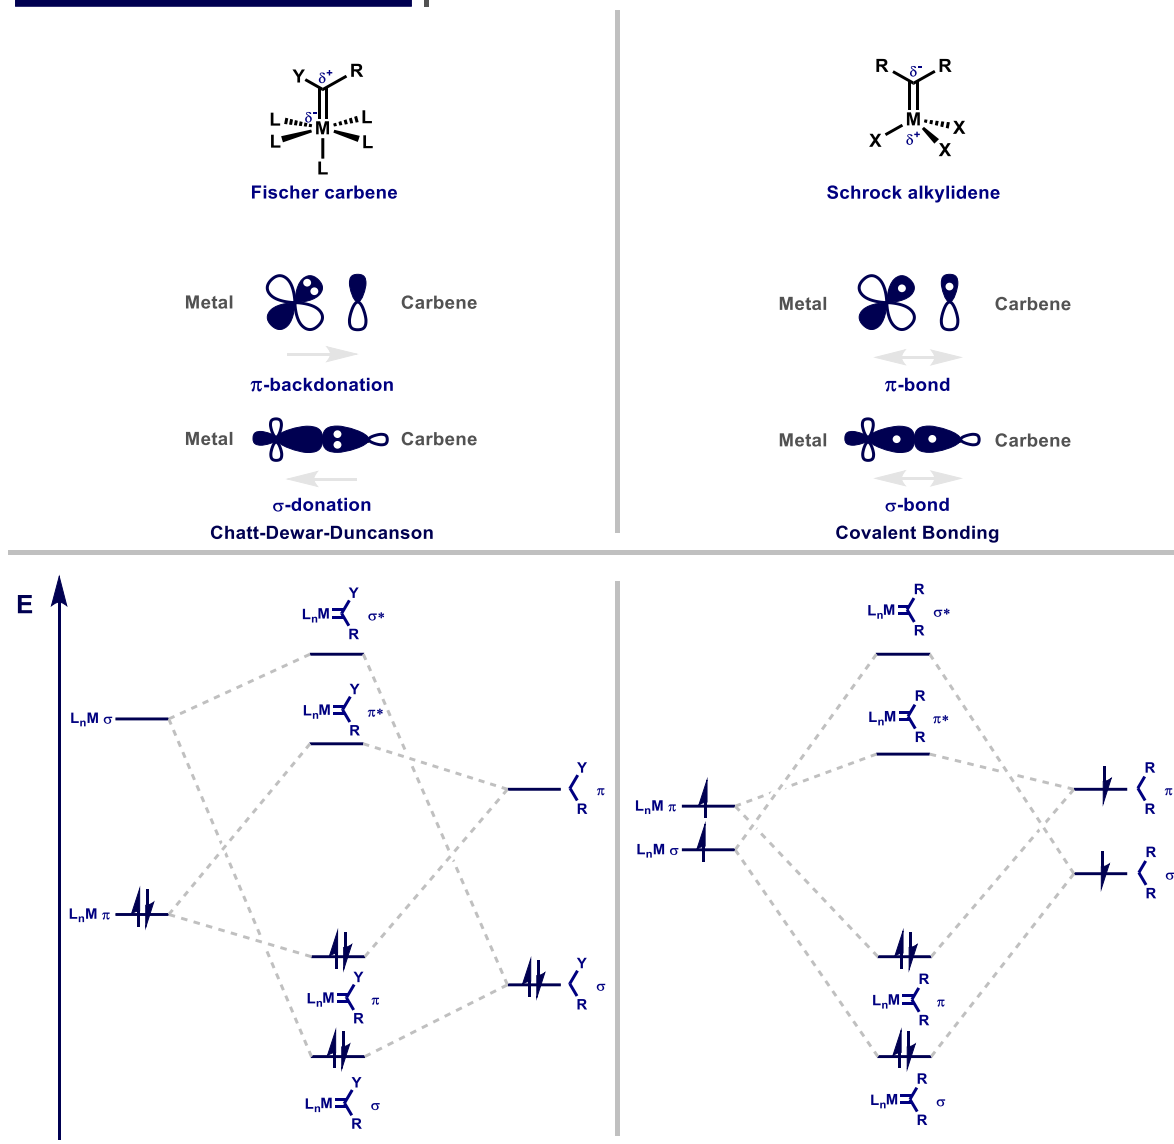 Y δ+ R
δ-
L M L
L L
L
Fischer carbene
R δ- R
M
X δ+ X
X
Schrock alkylidene
Metal Carbene
π-backdonation
Metal Carbene
σ-donation
Chatt-Dewar-Duncanson
Metal Carbene
π-bond
Metal Carbene
σ-bond
Covalent Bonding
E
Y
LnM σ*
R
Y
LnM π*
R
LnM σ
Y
π
R
LnM π
Y
LnM π
R
Y
σ
R
Y
LnM σ
R
R
LnM σ*
R
R
LnM π*
R
LnM π
LnM σ
R
π
R
R
σ
R
R
LnM π
R
R
LnM σ
R